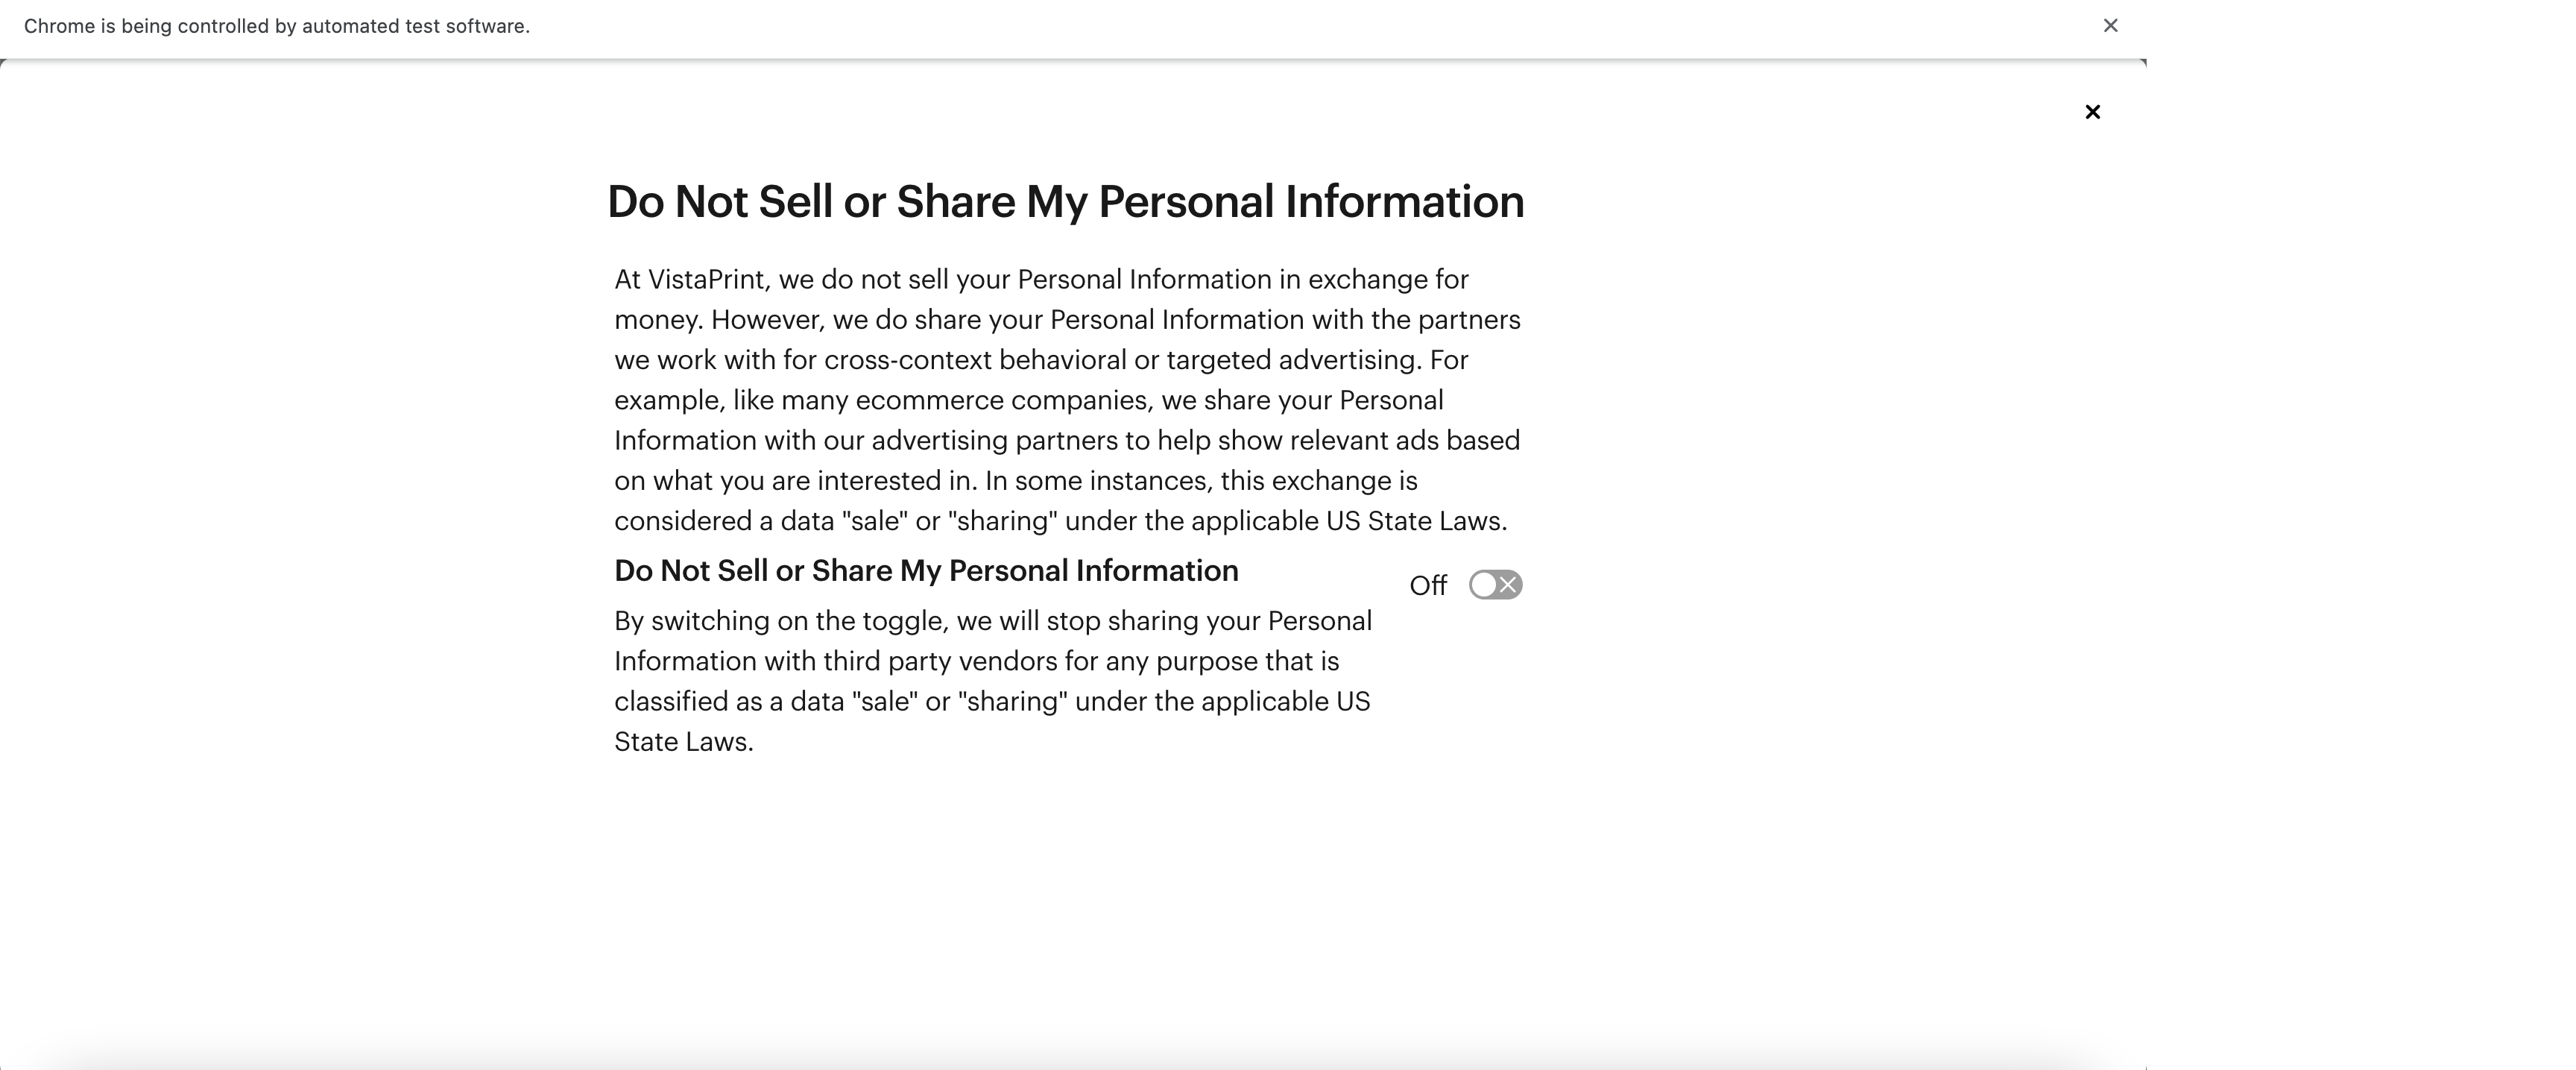 Chrome is being controlled by automated test software.
Do Not Sell or Share My Personal Information
At VistaPrint, we do not sell your Personal Information in exchange for
money. However, we do share your Personal Information with the partners
we work with for cross-context behavioral or targeted advertising. For
example, like many ecommerce companies, we share your Personal
Information with our advertising partners to help show relevant ads based
on what you are interested in. In some instances, this exchange is
considered a data "sale" or "sharing" under the applicable US State Laws.
Do Not Sell or Share My Personal Information
Off
By switching on the toggle, we will stop sharing your Personal
Information with third party vendors for any purpose that is
classified as a data "sale" or "sharing" under the applicable US
State Laws.